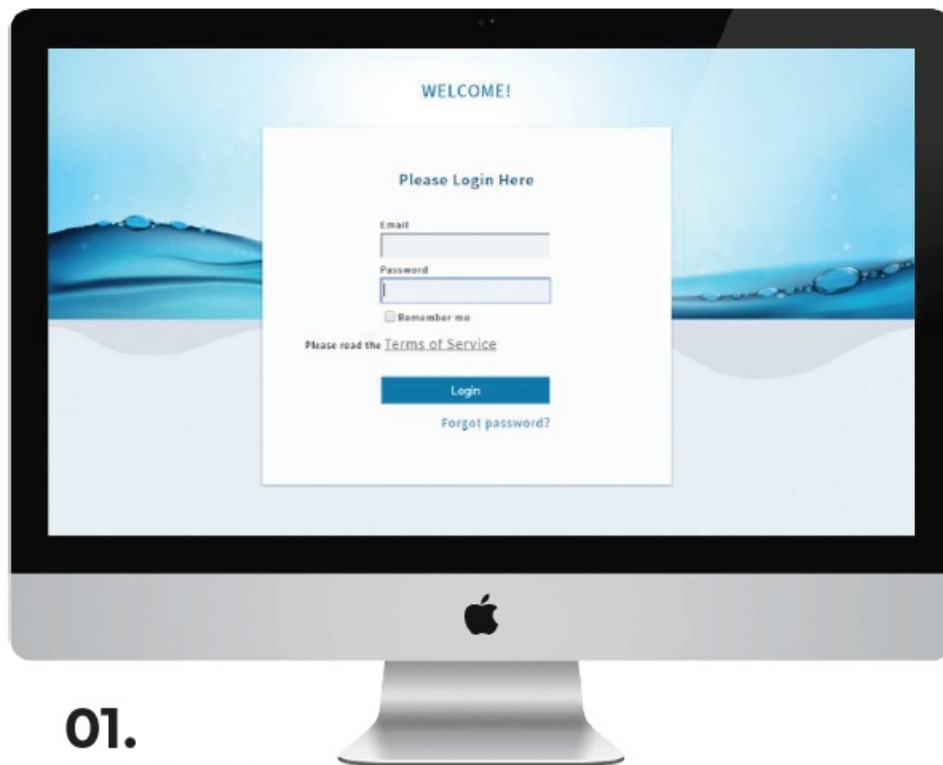 WELCOME!
Please Login Here
Email
Password
Remember me
Please read the Terms of Service
Login
Forgot password?
01.